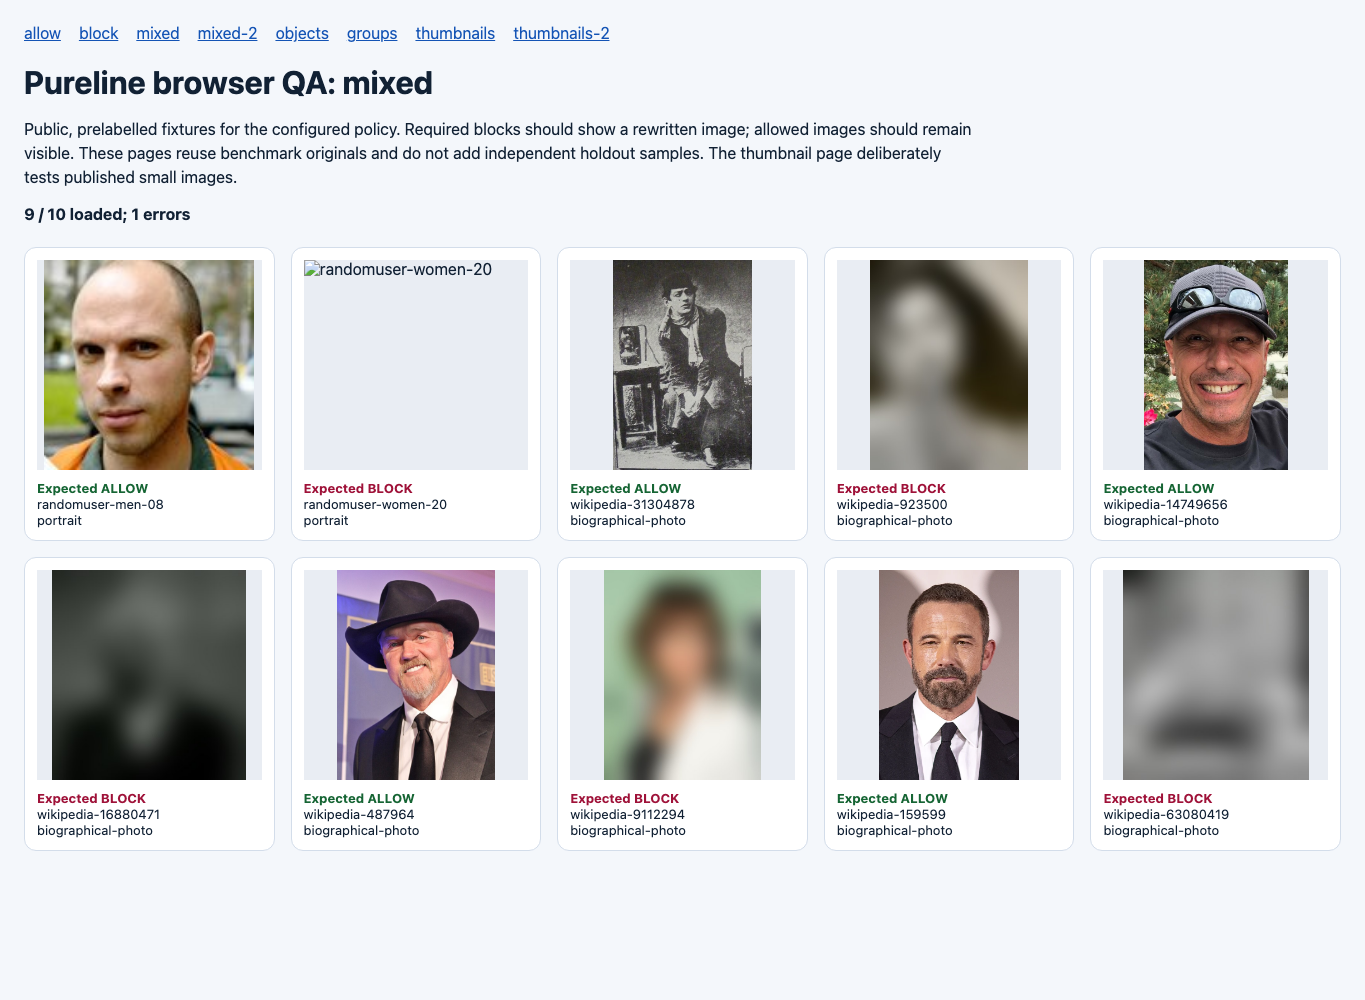 allow block mixed mixed-2 objects groups thumbnails thumbnails-2
Pureline browser QA: mixed
Public, prelabelled fixtures for the configured policy. Required blocks should show a rewritten image; allowed images should remain
visible. These pages reuse benchmark originals and do not add independent holdout samples. The thumbnail page deliberately
tests published small images.
9 / 10 loaded; 1 errors
randomuser-women-20
Expected ALLOW
randomuser-men-08
portrait
Expected BLOCK
randomuser-women-20
portrait
Expected ALLOW
wikipedia-31304878
biographical-photo
Expected BLOCK
wikipedia-923500
biographical-photo
Expected ALLOW
wikipedia-14749656
biographical-photo
Expected BLOCK
wikipedia-16880471
biographical-photo
Expected ALLOW
wikipedia-487964
biographical-photo
Expected BLOCK
wikipedia-9112294
biographical-photo
Expected ALLOW
wikipedia-159599
biographical-photo
Expected BLOCK
wikipedia-63080419
biographical-photo